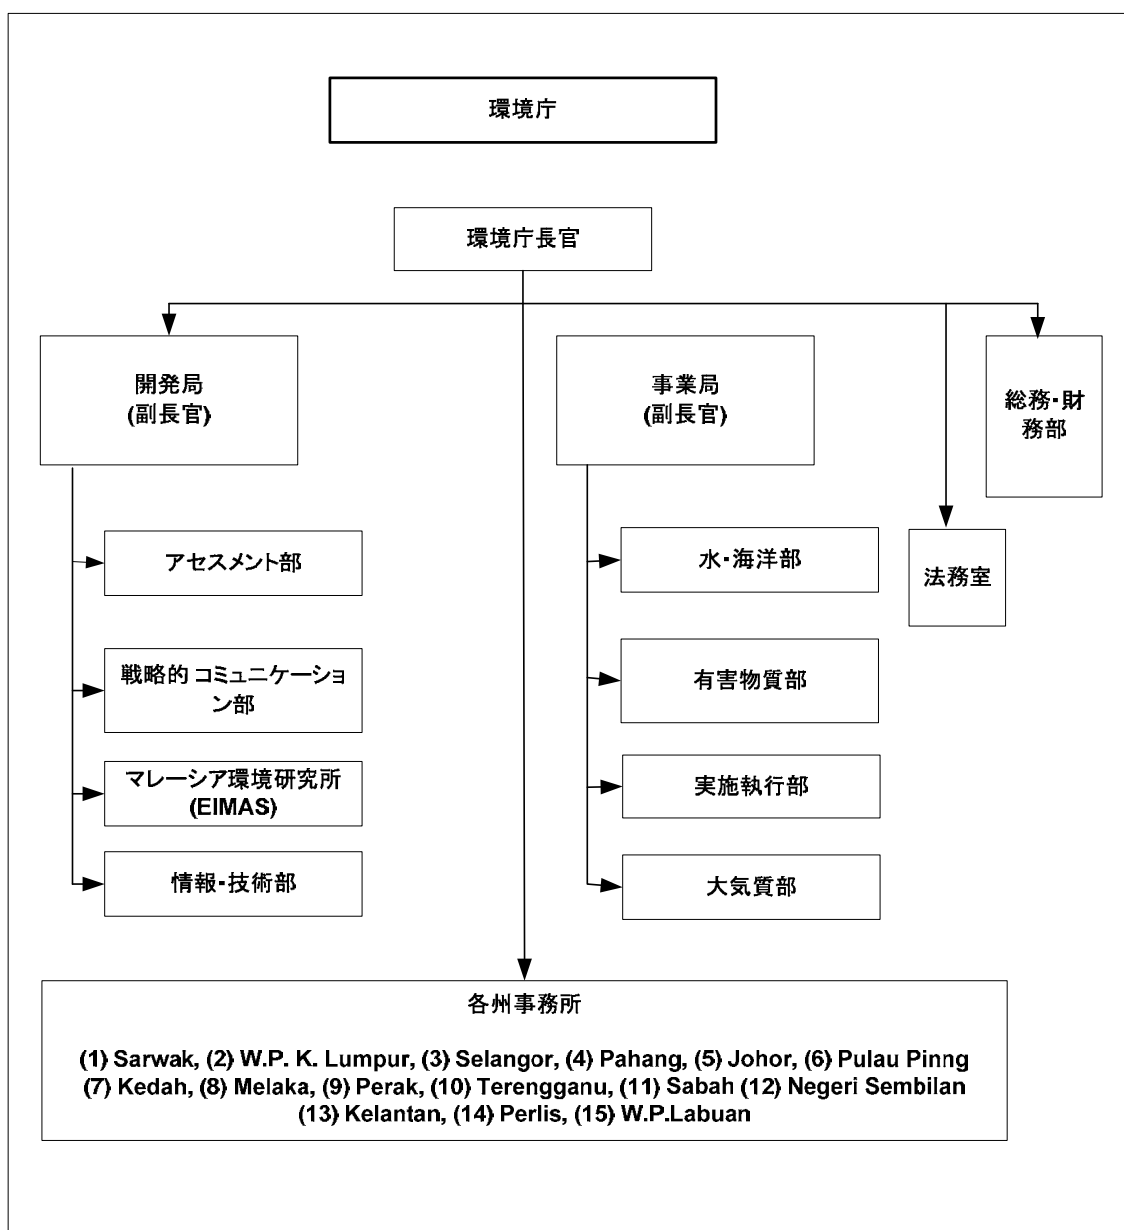 環境庁
環境庁長官
開発局
(副長官)
事業局
(副長官)
総務・財
務部
法務室
アセスメント部
戦略的 コミュニケーショ
ン部
マレーシア環境研究所
(EIMAS)
情報・技術部
水・海洋部
有害物質部
実施執行部
大気質部
各州事務所
(1) Sarwak, (2) W.P. K. Lumpur, (3) Selangor, (4) Pahang, (5) Johor, (6) Pulau Pinng
(7) Kedah, (8) Melaka, (9) Perak, (10) Terengganu, (11) Sabah (12) Negeri Sembilan
(13) Kelantan, (14) Perlis, (15) W.P.Labuan